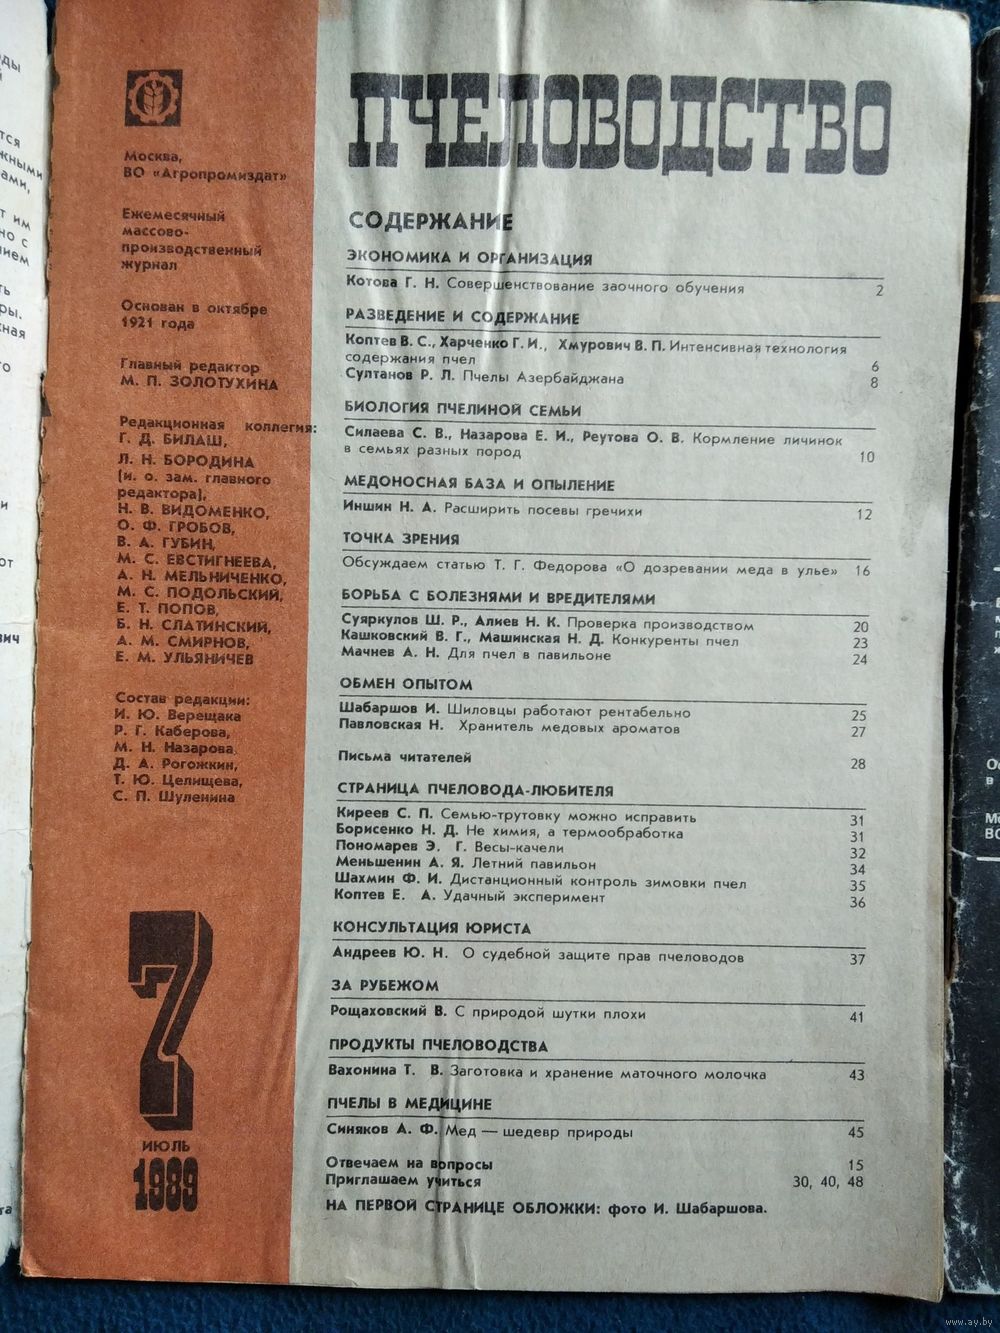 Москва,
ВО «Агропромиздат»
Ежемесячный
массово-
производственный
журнал
Основан в октябре
1921 года
Главный редактор
М. П. ЗОЛОТУХИНА
Редакционная коллегия:
Г. Д. БИЛАШ,
Л. Н. БОРОДИНА
(и. о. зам. главного
редактора),
Н. В. ВИДОМЕНКО,
О. Ф. ГРОБОВ,
В. А. ГУБИН,
М. С. ЕВСТИГНЕЕВА,
А. Н. МЕЛЬНИЧЕНКО,
М. С. ПОДОЛЬСКИЙ,
Е. Т. ПОПОВ,
Б. Н. СЛАТИНСКИЙ,
А. М. СМИРНОВ,
Е. М. УЛЬЯНИЧЕВ
Состав редакции:
И. Ю. Верещака
Р. Г. Каберова,
М. Н. Назарова,
Д. А. Рогожкин,
Т. Ю. Целищева,
С. П. Шуленина
7
ИЮЛЬ
1989
ПЧЕЛОВОДСТВО
СОДЕРЖАНИЕ
ЭКОНОМИКА И ОРГАНИЗАЦИЯ
Котова Г. Н. Совершенствование заочного обучения 2
РАЗВЕДЕНИЕ И СОДЕРЖАНИЕ
Коптев В. С., Харченко Г. И., Хмурович В. П. Интенсивная технология
содержания пчел 6
Султанов Р. Л. Пчелы Азербайджана 8
БИОЛОГИЯ ПЧЕЛИНОЙ СЕМЬИ
Силаева С. В., Назарова Е. И., Реутова О. В. Кормление личинок
в семьях разных пород 10
МЕДОНОСНАЯ БАЗА И ОПЫЛЕНИЕ
Иншин Н. А. Расширить посевы гречихи 12
ТОЧКА ЗРЕНИЯ
Обсуждаем статью Т. Г. Федорова «О дозревании меда в улье» 16
БОРЬБА С БОЛЕЗНЯМИ И ВРЕДИТЕЛЯМИ
Суяркулов Ш. Р., Алиев Н. К. Проверка производством 20
Кашковский В. Г., Машинская Н. Д. Конкуренты пчел 23
Мачнев А. Н. Для пчел в павильоне 24
ОБМЕН ОПЫТОМ
Шабаршов И. Шиловцы работают рентабельно 25
Павловская Н. Хранитель медовых ароматов 27
Письма читателей 28
СТРАНИЦА ПЧЕЛОВОДА-ЛЮБИТЕЛЯ
Киреев С. П. Семью-трутовку можно исправить 31
Борисенко Н. Д. Не химия, а термообработка 31
Пономарев Э. Г. Весы-качели 32
Меньшенин А. Я. Летний павильон 34
Шахмин Ф. И. Дистанционный контроль зимовки пчел 35
Коптев Е. А. Удачный эксперимент 36
КОНСУЛЬТАЦИЯ ЮРИСТА
Андреев Ю. Н. О судебной защите прав пчеловодов 37
ЗА РУБЕЖОМ
Рощаховский В. С природой шутки плохи 41
ПРОДУКТЫ ПЧЕЛОВОДСТВА
Вахонина Т. В. Заготовка и хранение маточного молочка 43
ПЧЕЛЫ В МЕДИЦИНЕ
Синяков А. Ф. Мед — шедевр природы 45
Отвечаем на вопросы 15
Приглашаем учиться 30, 40, 48
НА ПЕРВОЙ СТРАНИЦЕ ОБЛОЖКИ: фото И. Шабаршова.
www.ay.by